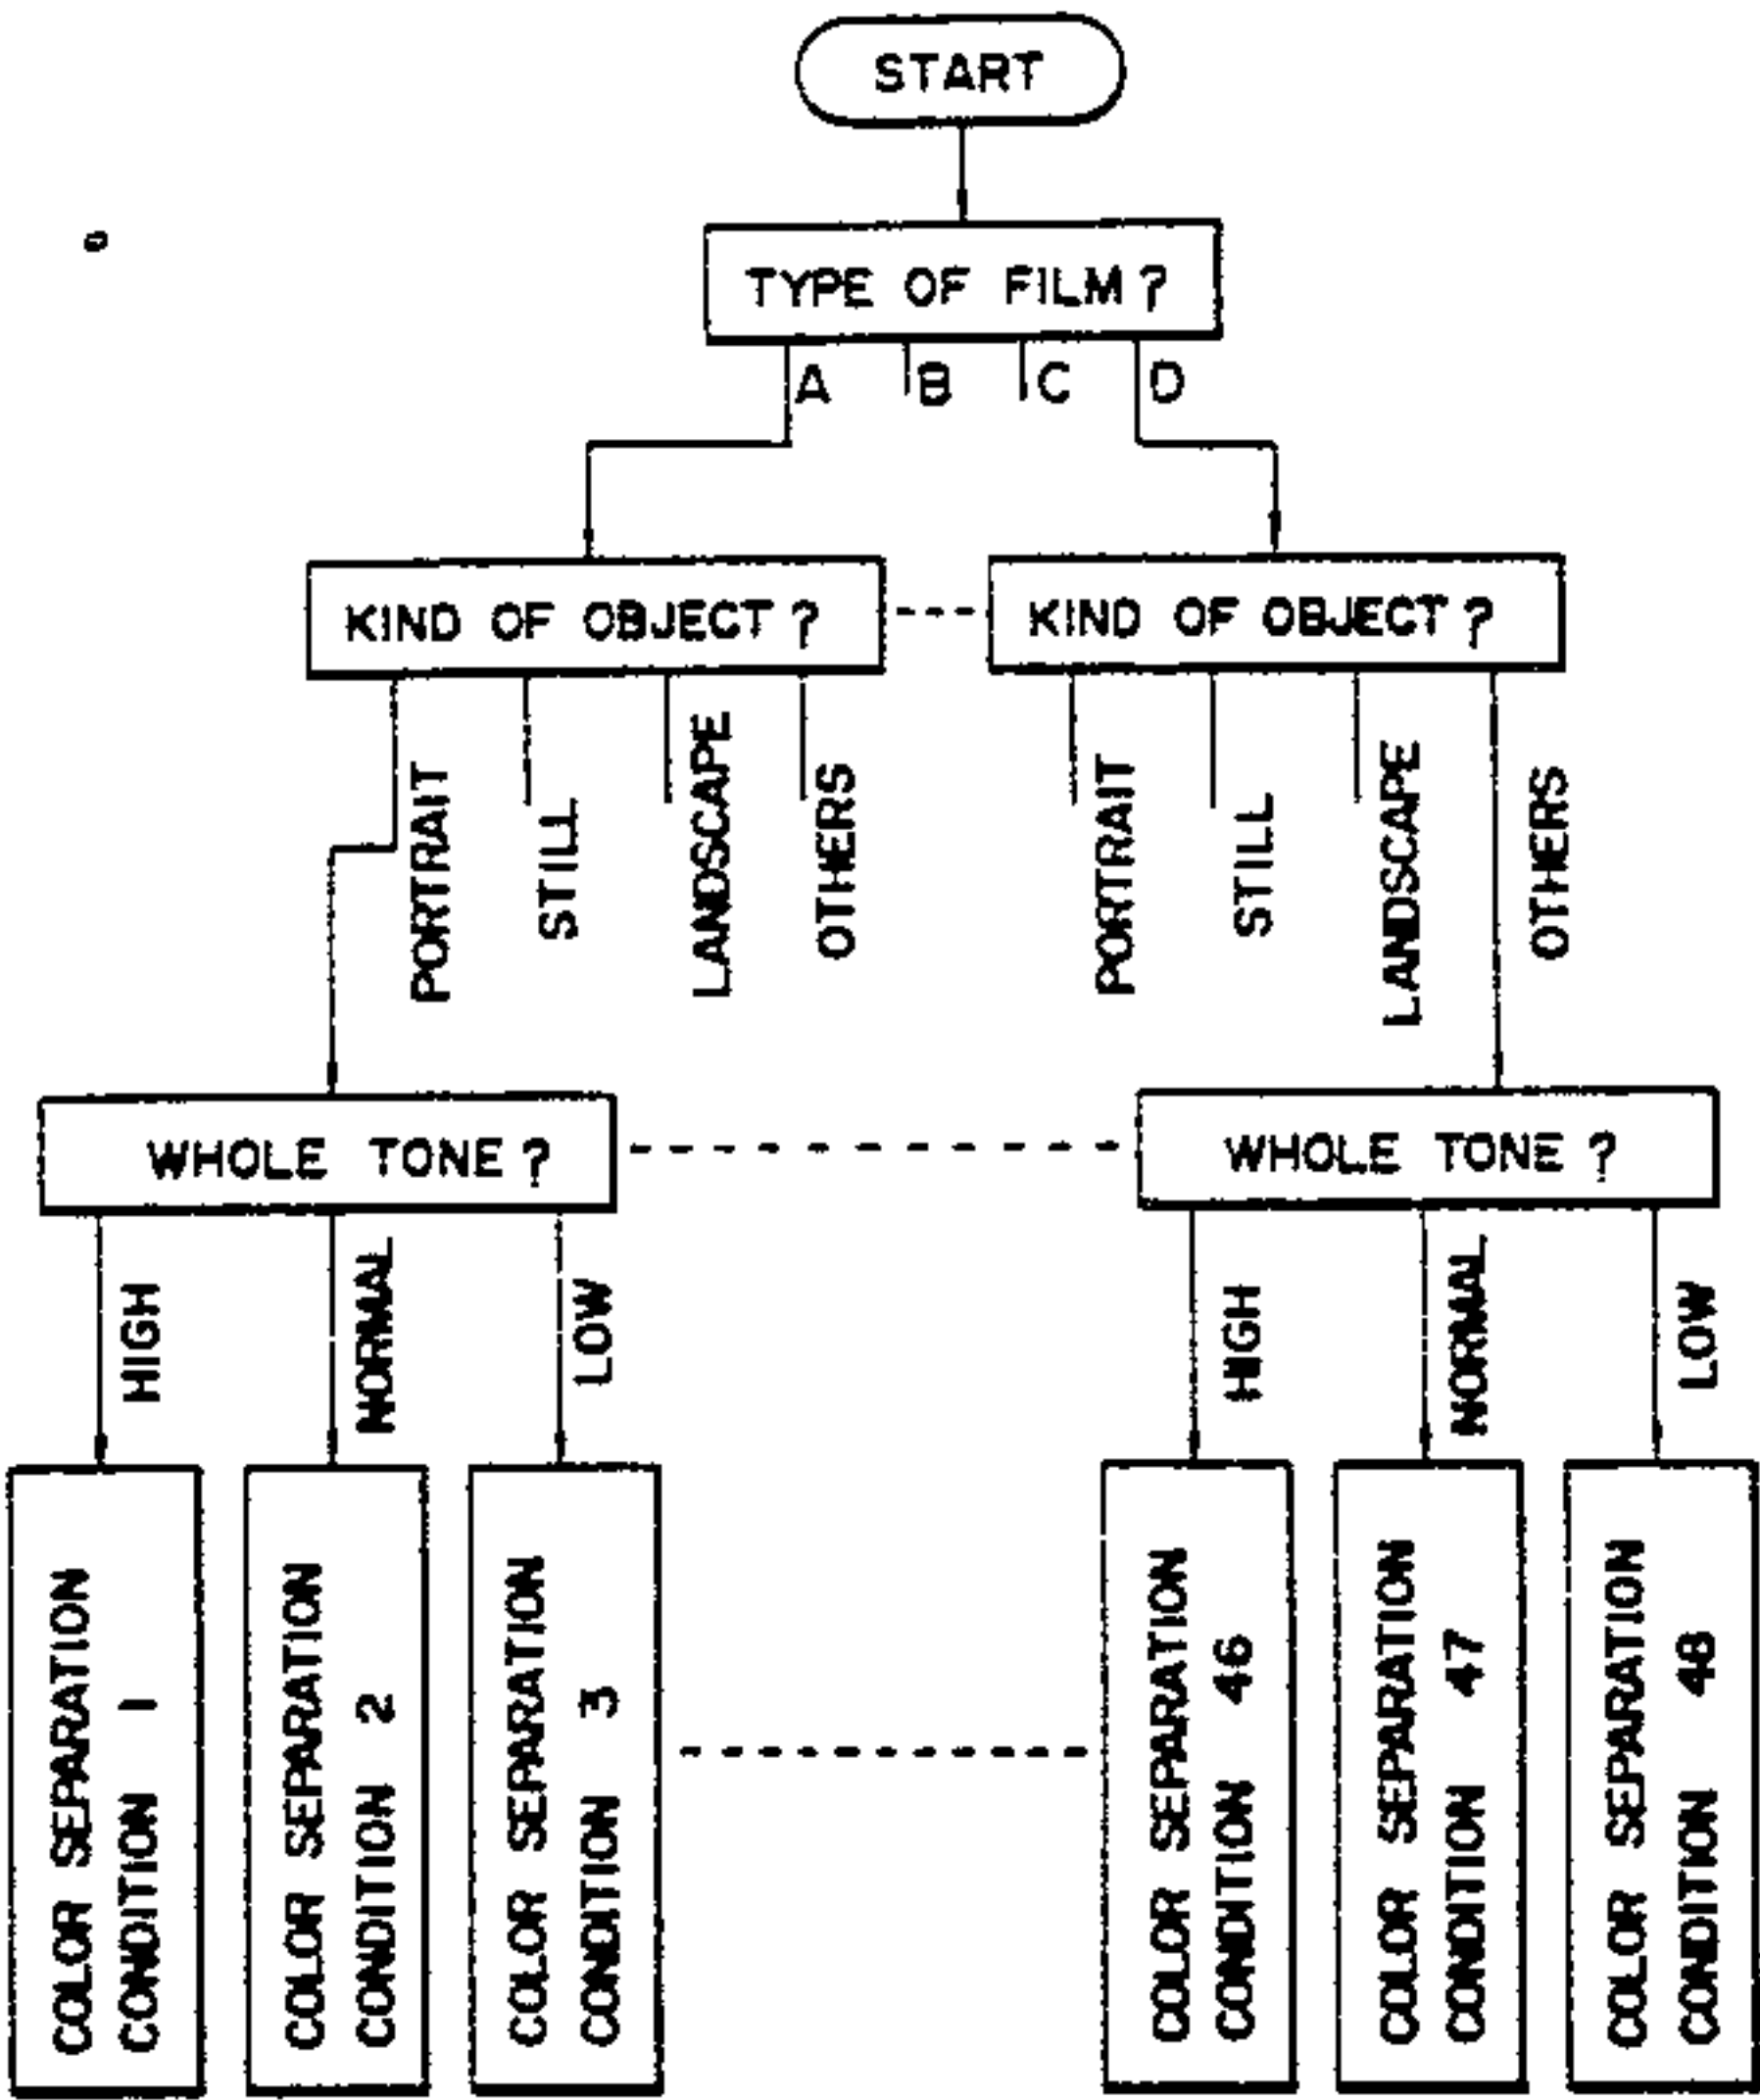 START
TYPE OF FILM?
A
B
C
D
KIND OF OBJECT?
KIND OF OBJECT?
PORTRAIT
STILL
LANDSCAPE
OTHERS
PORTRAIT
STILL
LANDSCAPE
OTHERS
WHOLE TONE?
WHOLE TONE?
HIGH
NORMAL
LOW
HIGH
NORMAL
LOW
COLOR SEPARATION
CONDITION 1
COLOR SEPARATION
CONDITION 2
COLOR SEPARATION
CONDITION 3
COLOR SEPARATION
CONDITION 46
COLOR SEPARATION
CONDITION 47
COLOR SEPARATION
CONDITION 48